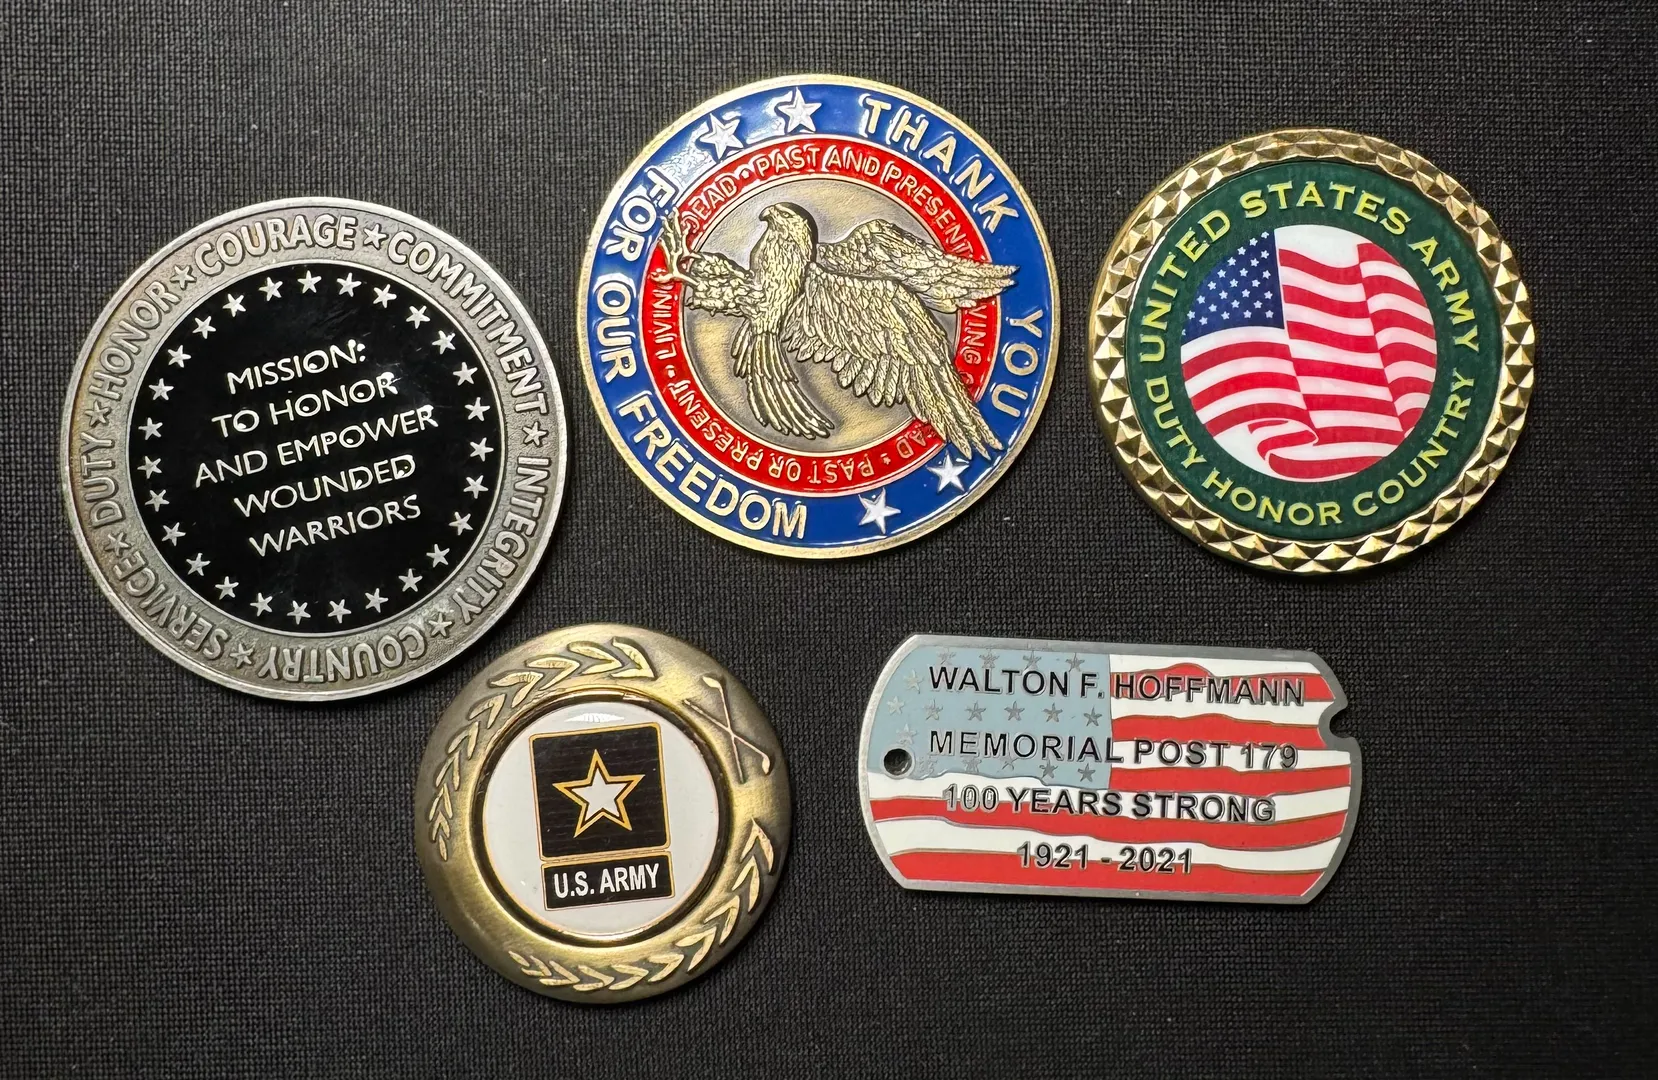 COURAGE ★ COMMITMENT ★ INTEGRITY ★ COUNTRY ★ SERVICE ★ DUTY ★ HONOR ★
MISSION:
TO HONOR
AND EMPOWER
WOUNDED
WARRIORS
THANK YOU
FOR OUR FREEDOM
DEAD • PAST AND PRESENT
PAST OR PRESENT • LIVING
UNITED STATES ARMY
DUTY HONOR COUNTRY
U.S. ARMY
WALTON F. HOFFMANN
MEMORIAL POST 179
100 YEARS STRONG
1921 - 2021